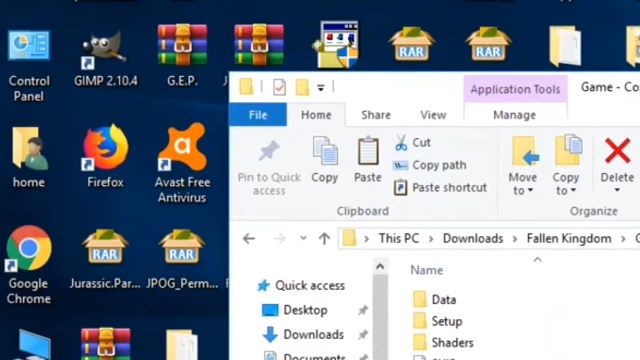 Control
Panel
GIMP 2.10.4
G.E.P.
RAR
RAR
home
Firefox
Avast Free
Antivirus
Google
Chrome
RAR
Jurassic.Par...
RAR
JPOG_Perm...
Application Tools
Game - Co
File
Home
Share
View
Manage
Pin to Quick
access
Copy
Paste
Cut
Copy path
Paste shortcut
Move
to
Copy
to
Delete
Clipboard
Organize
This PC > Downloads > Fallen Kingdom >
Quick access
Desktop
Downloads
Documents
Name
Data
Setup
Shaders